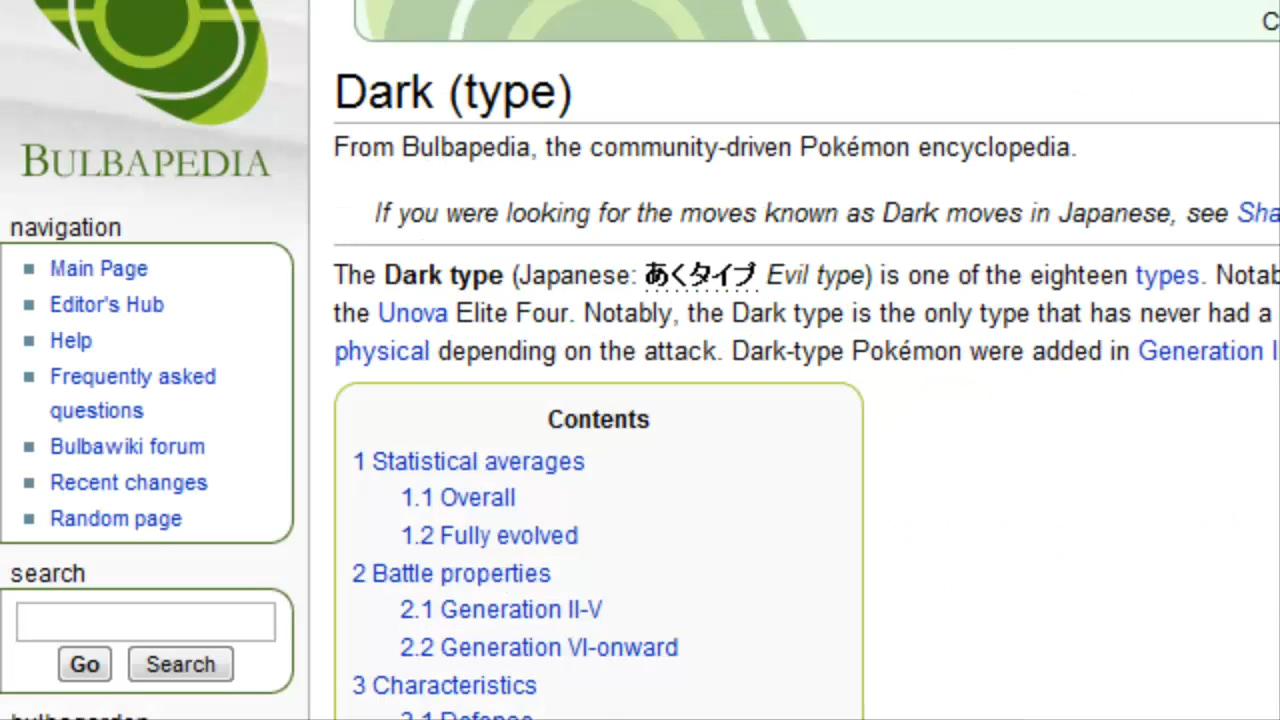 C
Dark (type)
BULBAPEDIA
From Bulbapedia, the community-driven Pokémon encyclopedia.
navigation
If you were looking for the moves known as Dark moves in Japanese, see Sha
Main Page
Editor's Hub
Help
Frequently asked
questions
Bulbawiki forum
Recent changes
Random page
search
Go Search
The Dark type (Japanese: あくタイプ Evil type) is one of the eighteen types. Notab
the Unova Elite Four. Notably, the Dark type is the only type that has never had a
physical depending on the attack. Dark-type Pokémon were added in Generation I
Contents
1 Statistical averages
1.1 Overall
1.2 Fully evolved
2 Battle properties
2.1 Generation II-V
2.2 Generation VI-onward
3 Characteristics
3.1 Defense